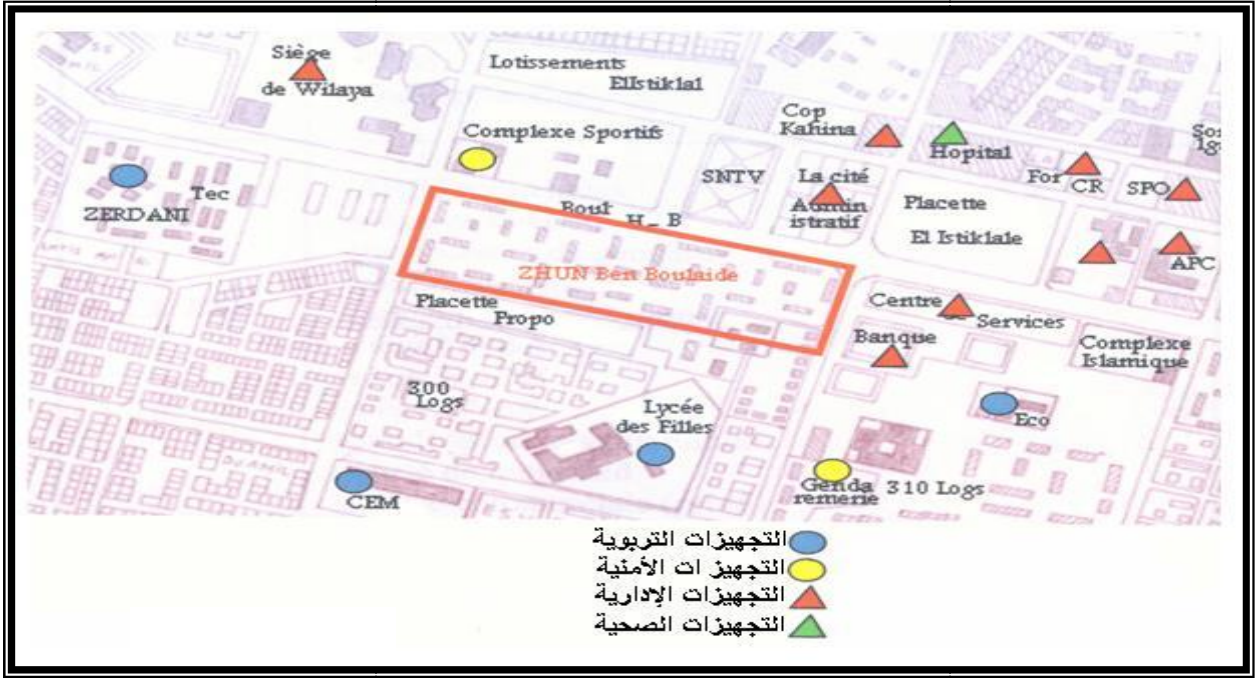 Siège
de Wilaya
Lotissements
ElIstiklal
Cop
Kahina
Complexe Sportifs
Hopital
SNTV
La cité
Admin
istratif
For
CR
SPO
Tec
ZERDANI
Boul
H_ B
Placette
El Istiklale
ZHUN Ben Boulaide
APC
Placette
Propo
Centre
Services
Banque
Complexe
Islamique
300
Logs
Lycée
des Filles
Eco
CEM
Genda
remerie
310 Logs
التجهيزات التربوية
التجهيز ات الأمنية
التجهيزات الإدارية
التجهيزات الصحية